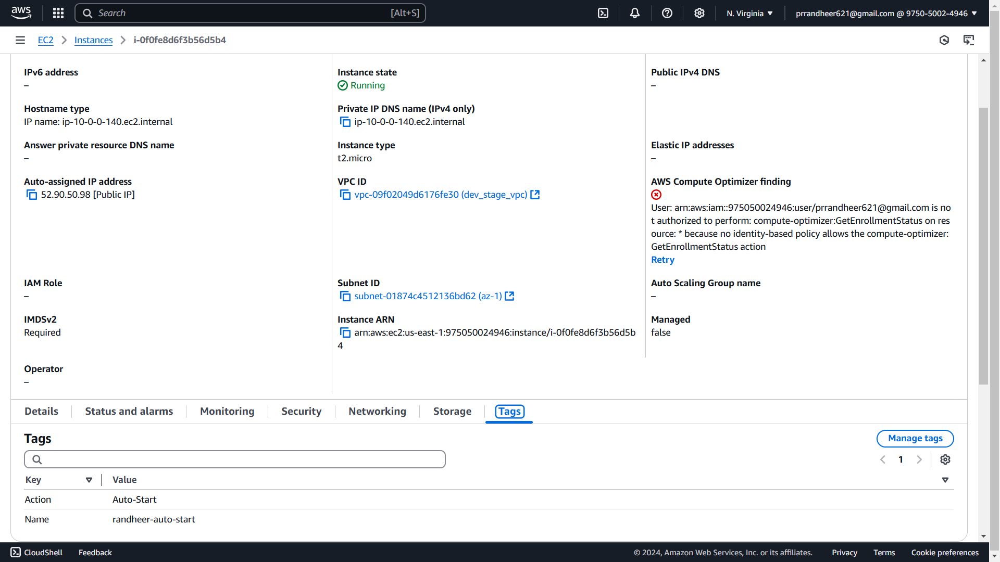 aws
Search [Alt+S]
N. Virginia
prrandheer621@gmail.com @ 9750-5002-4946
EC2 > Instances > i-0f0fe8d6f3b56d5b4
IPv6 address
–
Instance state
Running
Public IPv4 DNS
–
Hostname type
IP name: ip-10-0-0-140.ec2.internal
Private IP DNS name (IPv4 only)
ip-10-0-0-140.ec2.internal
Answer private resource DNS name
–
Instance type
t2.micro
Elastic IP addresses
–
Auto-assigned IP address
52.90.50.98 [Public IP]
VPC ID
vpc-09f02049d6176fe30 (dev_stage_vpc)
AWS Compute Optimizer finding
User: arn:aws:iam::975050024946:user/prrandheer621@gmail.com is no
t authorized to perform: compute-optimizer:GetEnrollmentStatus on res
ource: * because no identity-based policy allows the compute-optimizer:
GetEnrollmentStatus action
Retry
IAM Role
–
Subnet ID
subnet-01874c4512136bd62 (az-1)
Auto Scaling Group name
–
IMDSv2
Required
Instance ARN
arn:aws:ec2:us-east-1:975050024946:instance/i-0f0fe8d6f3b56d5b
4
Managed
false
Operator
–
Details Status and alarms Monitoring Security Networking Storage Tags
Tags
Manage tags
1
Key Value
Action Auto-Start
Name randheer-auto-start
CloudShell Feedback © 2024, Amazon Web Services, Inc. or its affiliates. Privacy Terms Cookie preferences